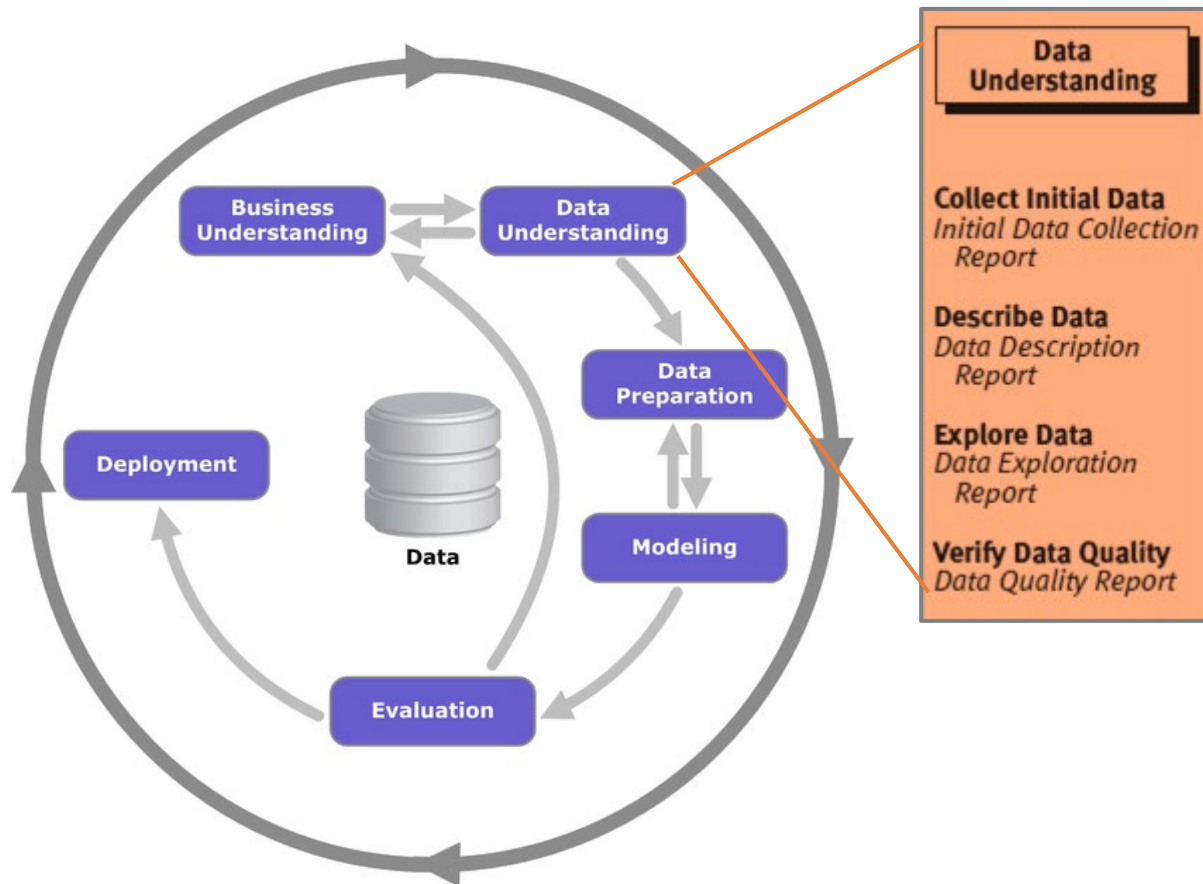 Business
Understanding
Data
Understanding
Data
Preparation
Modeling
Evaluation
Deployment
Data
Data
Understanding
Collect Initial Data
Initial Data Collection
Report
Describe Data
Data Description
Report
Explore Data
Data Exploration
Report
Verify Data Quality
Data Quality Report